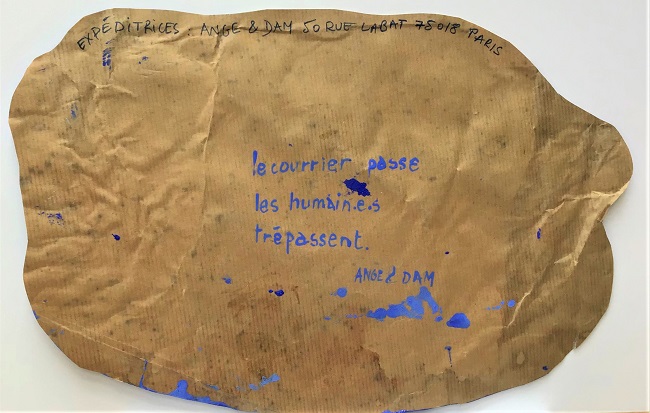 EXPÉDITRICES : ANGE & DAM 50 RUE LABAT 75018 PARIS
le courrier passe
les humain.e.s
trépassent.
ANGE & DAM